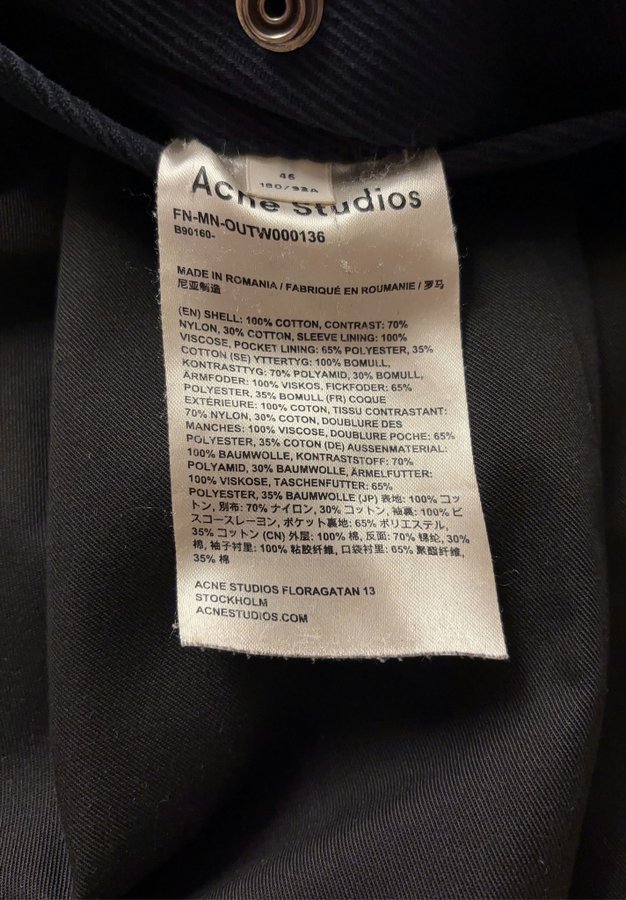 46
180/92A
Acne Studios
FN-MN-OUTW000136
B90160-
MADE IN ROMANIA / FABRIQUÉ EN ROUMANIE / 罗马
尼亚制造
(EN) SHELL: 100% COTTON, CONTRAST: 70%
NYLON, 30% COTTON, SLEEVE LINING: 100%
VISCOSE, POCKET LINING: 65% POLYESTER, 35%
COTTON (SE) YTTERTYG: 100% BOMULL,
KONTRASTTYG: 70% POLYAMID, 30% BOMULL,
ÄRMFODER: 100% VISKOS, FICKFODER: 65%
POLYESTER, 35% BOMULL (FR) COQUE
EXTÉRIEURE: 100% COTON, TISSU CONTRASTANT:
70% NYLON, 30% COTON, DOUBLURE DES
MANCHES: 100% VISCOSE, DOUBLURE POCHE: 65%
POLYESTER, 35% COTON (DE) AUSSENMATERIAL:
100% BAUMWOLLE, KONTRASTSTOFF: 70%
POLYAMID, 30% BAUMWOLLE, ÄRMELFUTTER:
100% VISKOSE, TASCHENFUTTER: 65%
POLYESTER, 35% BAUMWOLLE (JP) 表地: 100% コッ
トン, 別布: 70% ナイロン, 30% コットン, 袖裏: 100% ビ
スコースレーヨン, ポケット裏地: 65% ポリエステル,
35% コットン (CN) 外层: 100% 棉, 反面: 70% 锦纶, 30%
棉, 袖子衬里: 100% 粘胶纤维, 口袋衬里: 65% 聚酯纤维,
35% 棉
ACNE STUDIOS FLORAGATAN 13
STOCKHOLM
ACNESTUDIOS.COM